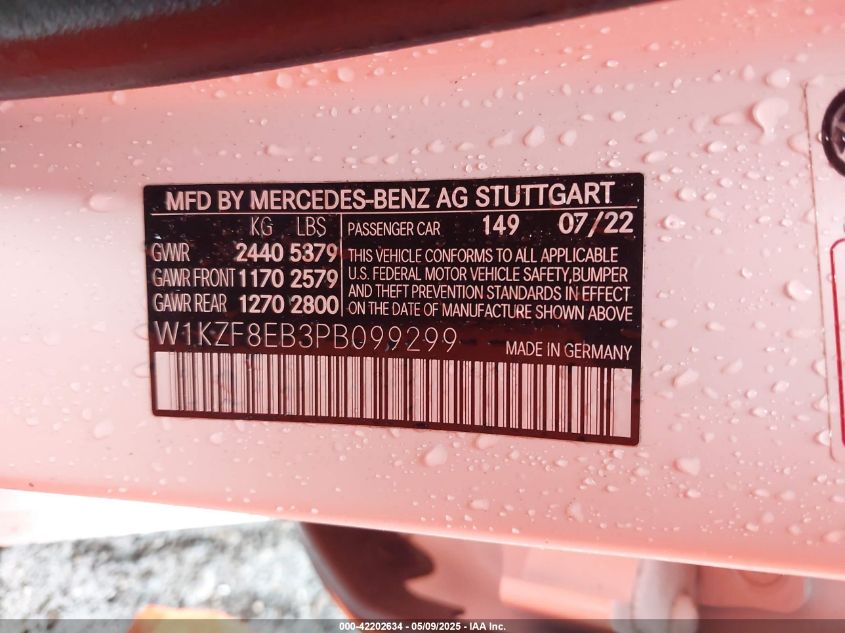 MFD BY MERCEDES-BENZ AG STUTTGART
KG LBS
GVWR 2440 5379
GAWR FRONT 1170 2579
GAWR REAR 1270 2800
PASSENGER CAR 149 07/22
THIS VEHICLE CONFORMS TO ALL APPLICABLE
U.S. FEDERAL MOTOR VEHICLE SAFETY,BUMPER
AND THEFT PREVENTION STANDARDS IN EFFECT
ON THE DATE OF MANUFACTURE SHOWN ABOVE
W1KZF8EB3PB099299
MADE IN GERMANY
000-42202634 - 05/09/2025 - IAA Inc.